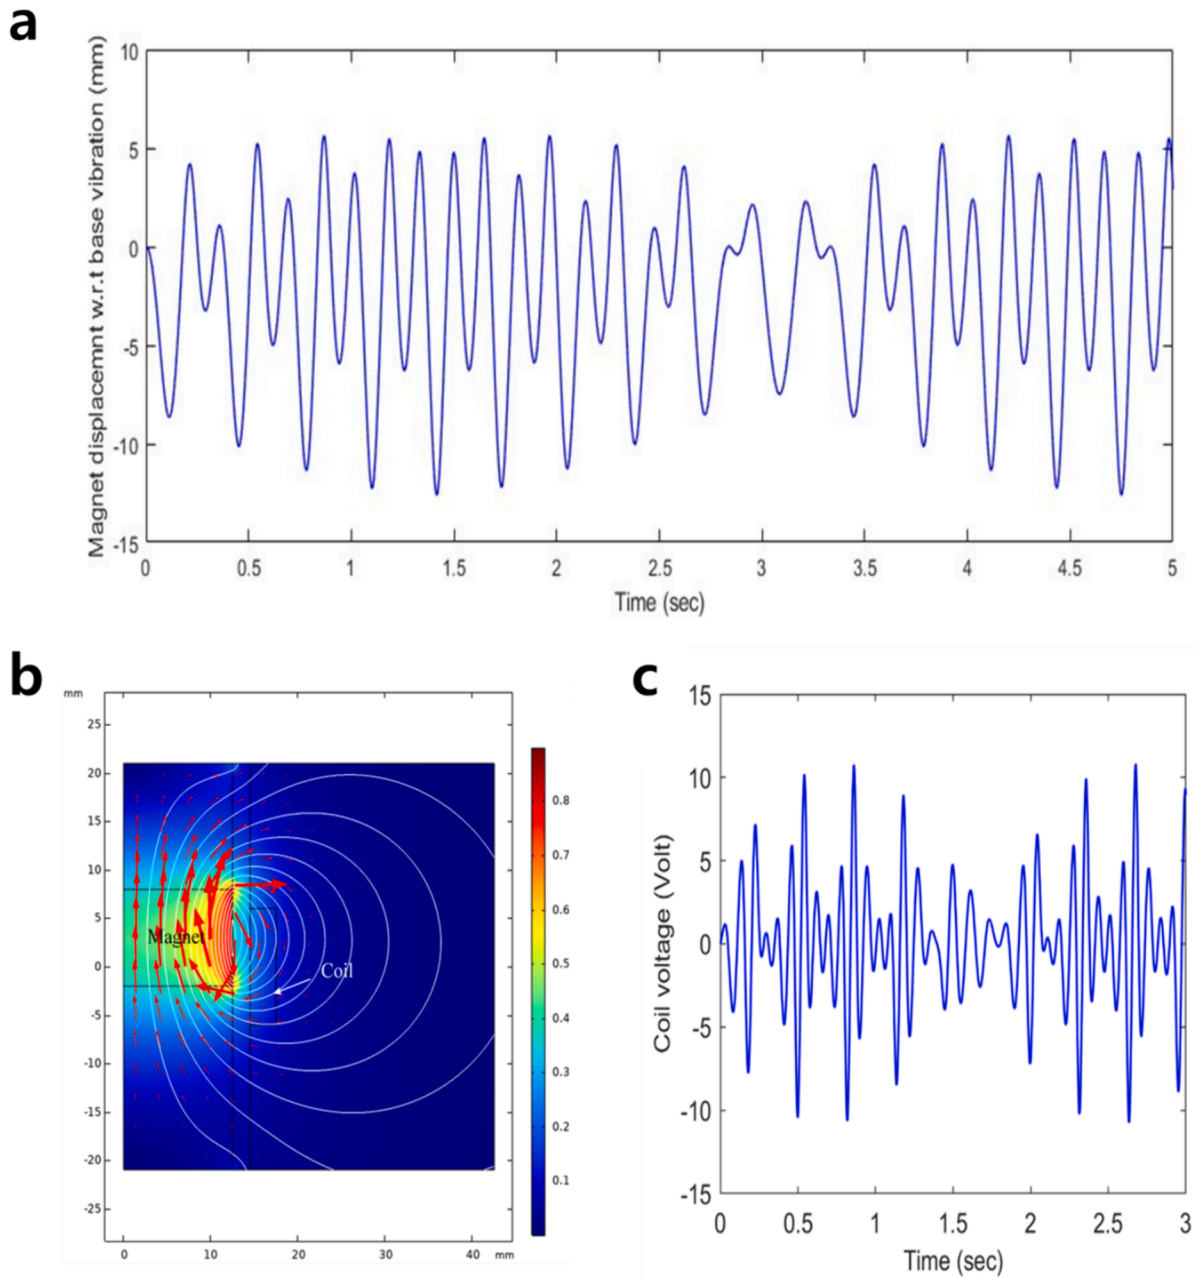 a
Magnet displacemnt w.r.t base vibration (mm)
10
5
0
-5
-10
-15
0 0.5 1 1.5 2 2.5 3 3.5 4 4.5 5
Time (sec)
b
mm
25
20
15
10
5
0
-5
-10
-15
-20
-25
0 10 20 30 40 mm
Magnet
Coil
0.8
0.7
0.6
0.5
0.4
0.3
0.2
0.1
c
Coil voltage (Volt)
15
10
5
0
-5
-10
-15
0 0.5 1 1.5 2 2.5 3
Time (sec)